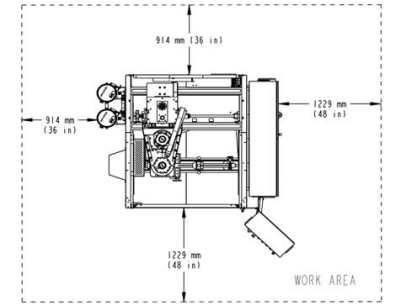 914 mm (36 in)
914 mm
(36 in)
1229 mm
(48 in)
1229 mm
(48 in)
WORK AREA